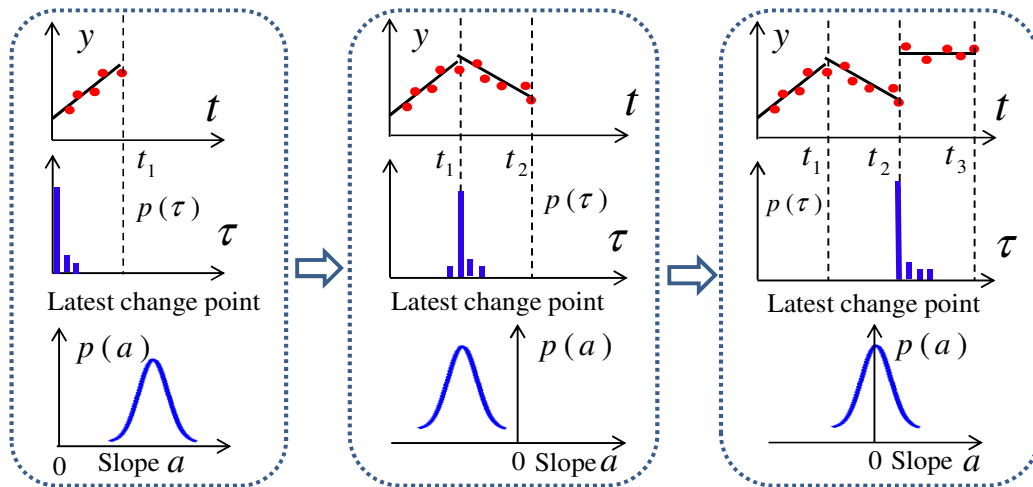 y
t
t₁
p(τ)
τ
Latest change point
p(a)
0 Slope a
y
t
t₁ t₂
p(τ)
τ
Latest change point
p(a)
0 Slope a
y
t
t₁ t₂ t₃
p(τ)
τ
Latest change point
p(a)
0 Slope a